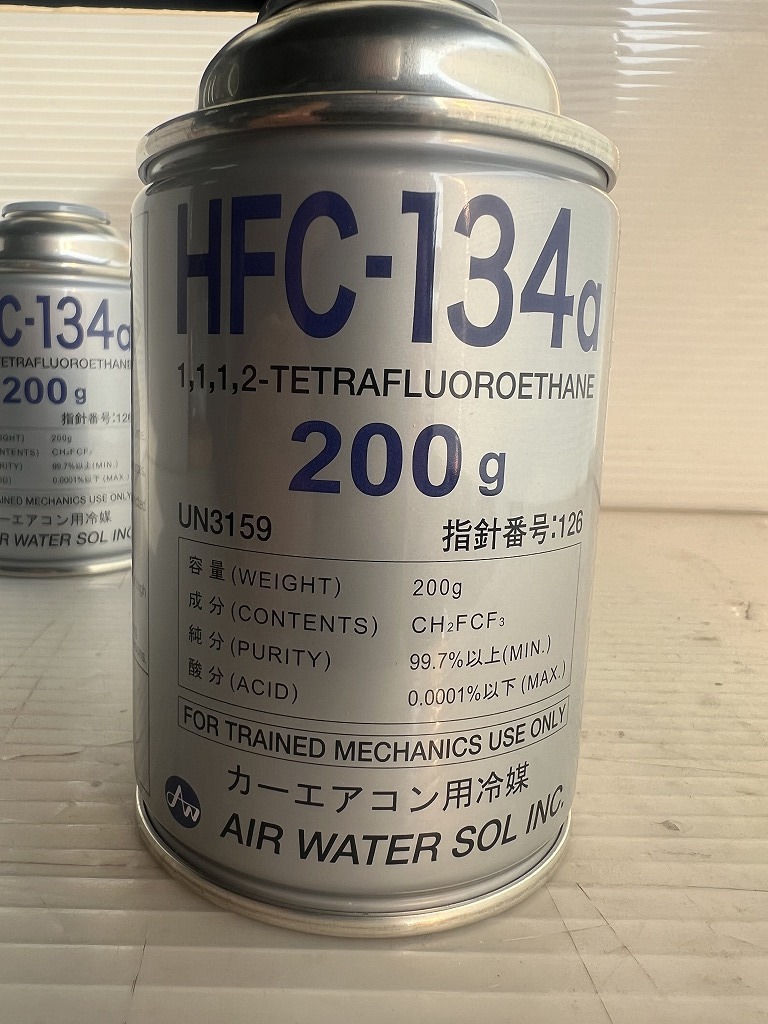 HFC-134a
1,1,1,2-TETRAFLUOROETHANE
200g
UN3159 指針番号:126
容量(WEIGHT) 200g
成分(CONTENTS) CH₂FCF₃
純分(PURITY) 99.7%以上(MIN.)
酸分(ACID) 0.0001%以下(MAX.)
FOR TRAINED MECHANICS USE ONLY
カーエアコン用冷媒
AW AIR WATER SOL INC.
C-134a
TETRAFLUOROETHANE
200g
指針番号:126
200g
CH₂FCF₃
99.7%以上(MIN.)
0.0001%以下(MAX.)
MECHANICS USE ONLY
ーエアコン用冷媒
WATER SOL INC